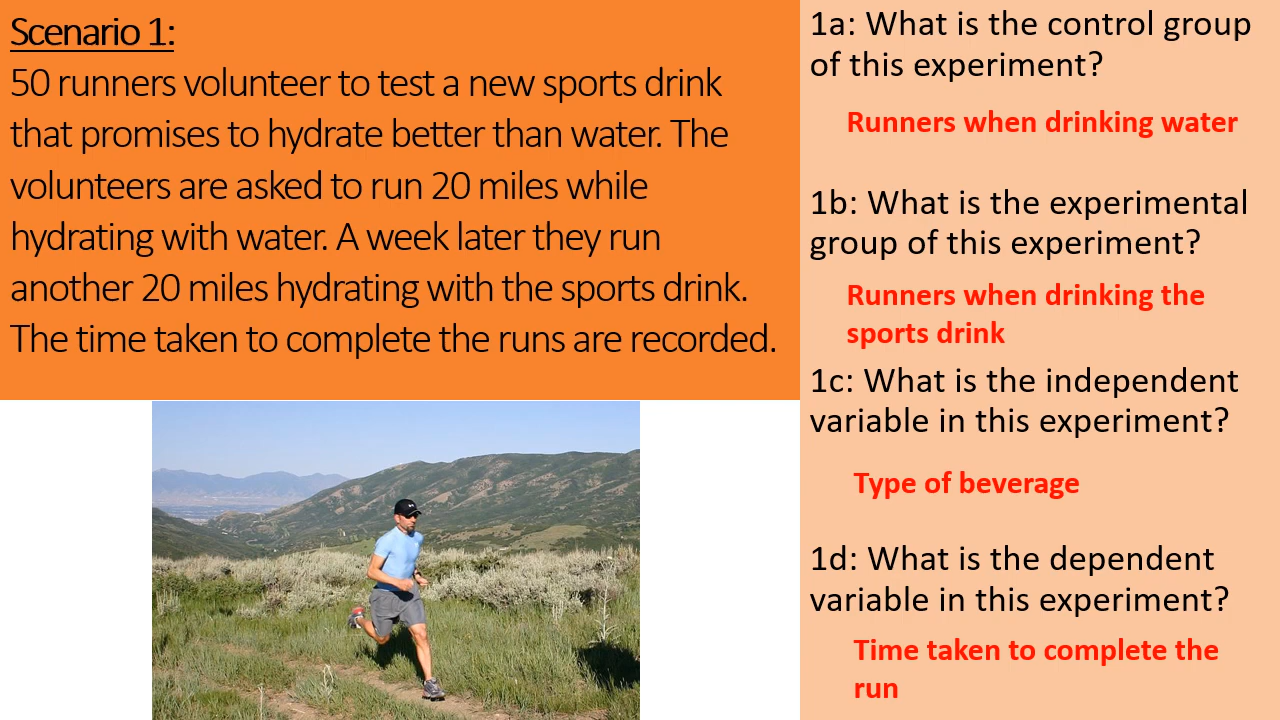 Scenario 1:
50 runners volunteer to test a new sports drink
that promises to hydrate better than water. The
volunteers are asked to run 20 miles while
hydrating with water. A week later they run
another 20 miles hydrating with the sports drink.
The time taken to complete the runs are recorded.
1a: What is the control group
of this experiment?
Runners when drinking water
1b: What is the experimental
group of this experiment?
Runners when drinking the
sports drink
1c: What is the independent
variable in this experiment?
Type of beverage
1d: What is the dependent
variable in this experiment?
Time taken to complete the
run